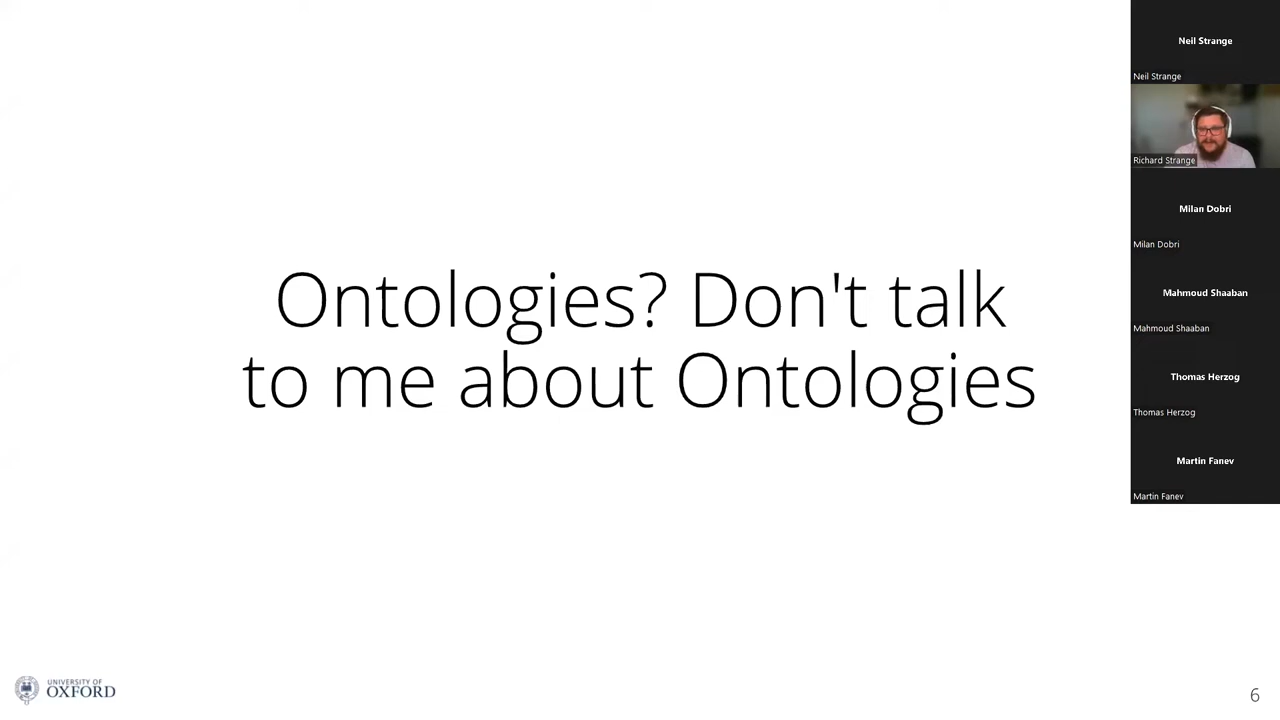 Ontologies? Don't talk
to me about Ontologies
Neil Strange
Neil Strange
Richard Strange
Milan Dobri
Milan Dobri
Mahmoud Shaaban
Mahmoud Shaaban
Thomas Herzog
Thomas Herzog
Martin Fanev
Martin Fanev
UNIVERSITY OF
OXFORD
6